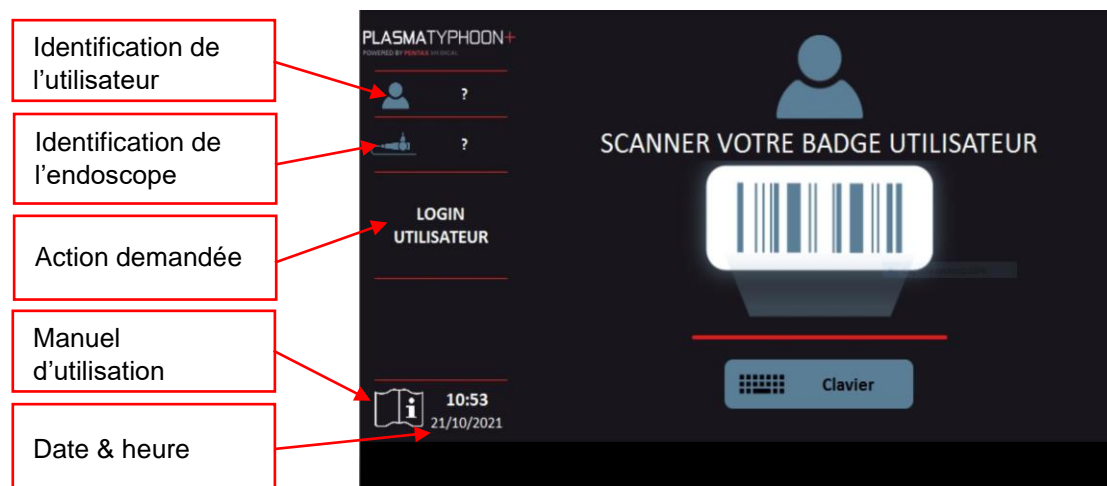 Identification de
l'utilisateur
Identification de
l'endoscope
Action demandée
Manuel
d'utilisation
Date & heure
PLASMATYPHOON+
POWERED BY PENTAX MEDICAL
?
?
LOGIN
UTILISATEUR
i
10:53
21/10/2021
SCANNER VOTRE BADGE UTILISATEUR
Clavier